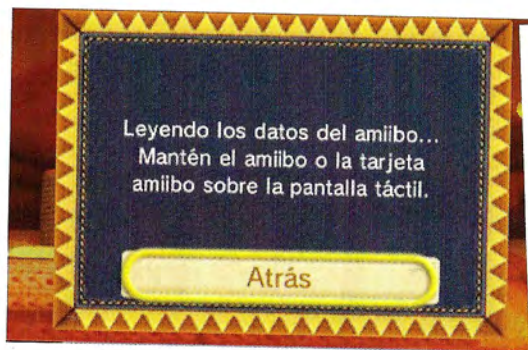 Leyendo los datos del amiibo...
Mantén el amiibo o la tarjeta
amiibo sobre la pantalla táctil.
Atrás